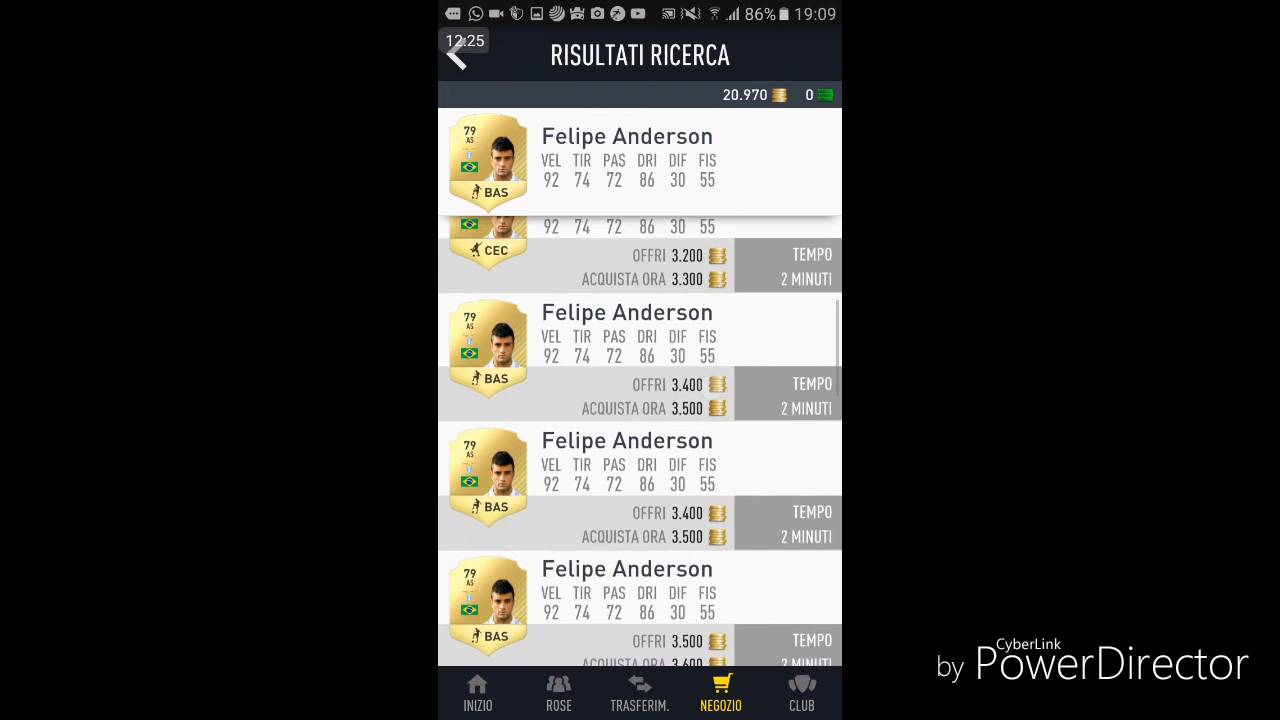 86% 19:09
12:25
RISULTATI RICERCA
20.970 0
79
AS
BAS
Felipe Anderson
VEL TIR PAS DRI DIF FIS
92 74 72 86 30 55
92 74 72 86 30 55
CEC
OFFRI 3.200
ACQUISTA ORA 3.300
TEMPO
2 MINUTI
79
AS
BAS
Felipe Anderson
VEL TIR PAS DRI DIF FIS
92 74 72 86 30 55
OFFRI 3.400
ACQUISTA ORA 3.500
TEMPO
2 MINUTI
79
AS
BAS
Felipe Anderson
VEL TIR PAS DRI DIF FIS
92 74 72 86 30 55
OFFRI 3.400
ACQUISTA ORA 3.500
TEMPO
2 MINUTI
79
AS
BAS
Felipe Anderson
VEL TIR PAS DRI DIF FIS
92 74 72 86 30 55
OFFRI 3.500
ACQUISTA ORA 3.600
TEMPO
2 MINUTI
INIZIO ROSE TRASFERIM. NEGOZIO CLUB
CyberLink
by PowerDirector